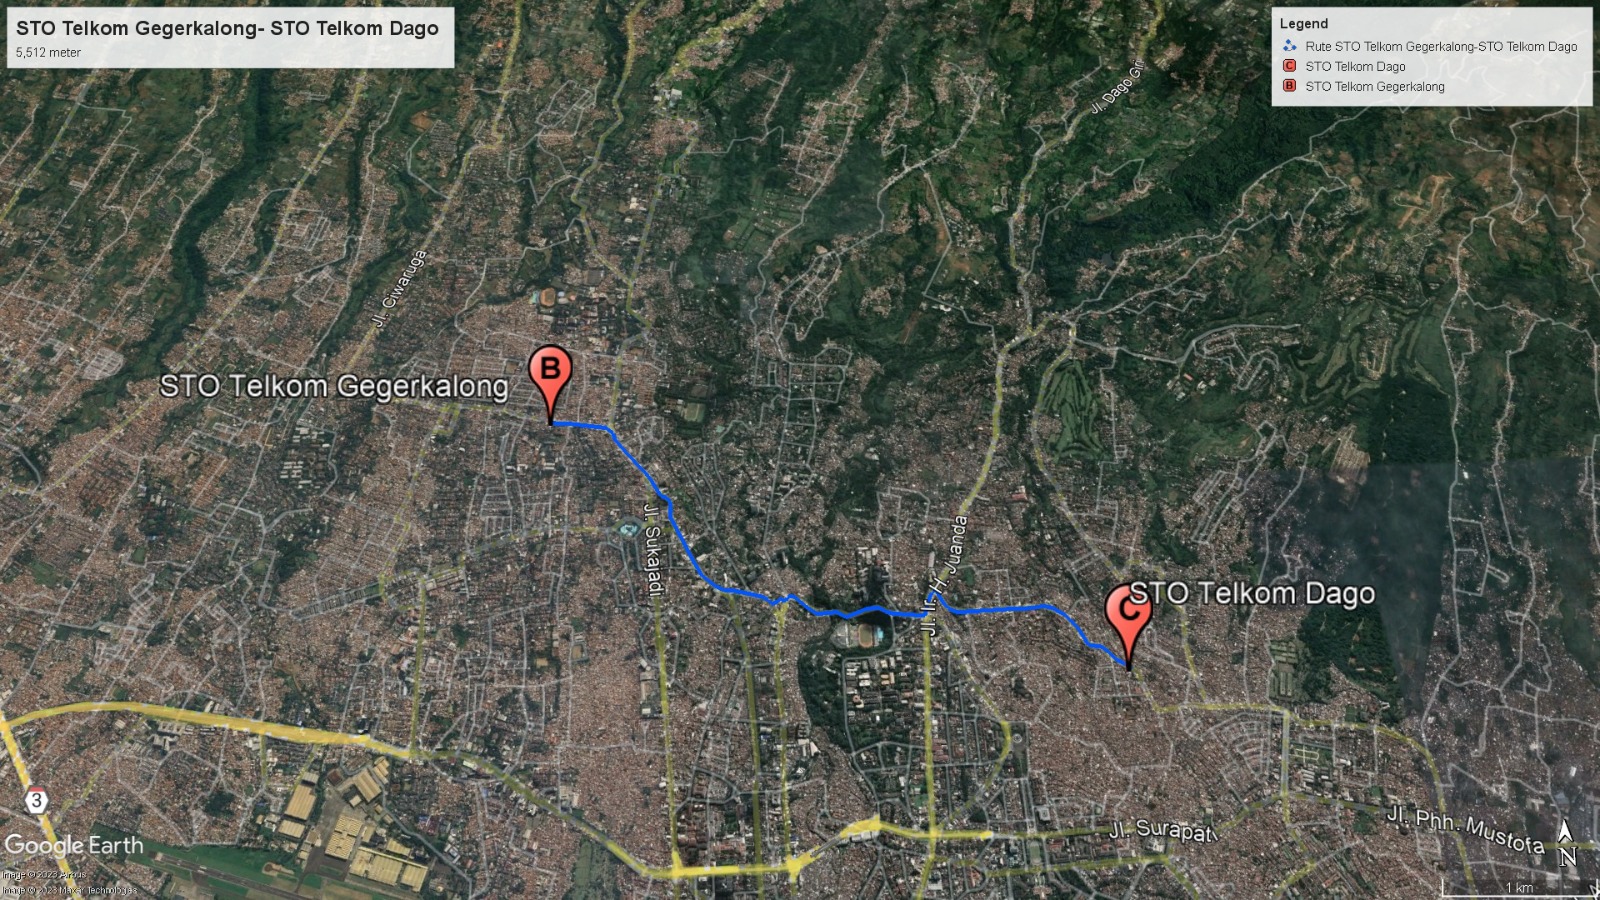 STO Telkom Gegerkalong- STO Telkom Dago
5,512 meter
Legend
Rute STO Telkom Gegerkalong-STO Telkom Dago
C STO Telkom Dago
B STO Telkom Gegerkalong
Jl. Dago Giri
Jl. Ciwaruga
B
STO Telkom Gegerkalong
Jl. Sukajadi
Jl. Ir. H. Juanda
C
STO Telkom Dago
3
Jl. Surapati
Jl. Phh. Mustofa
Google Earth
N
Image © 2023 Airbus
Image © 2023 Maxar Technologies
1 km